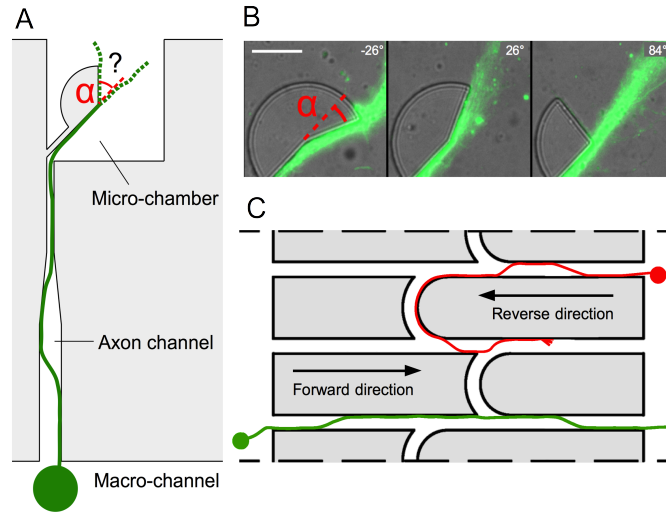 A
?
α
Micro-chamber
Axon channel
Macro-channel
B
-26°
26°
84°
α
C
Reverse direction
Forward direction